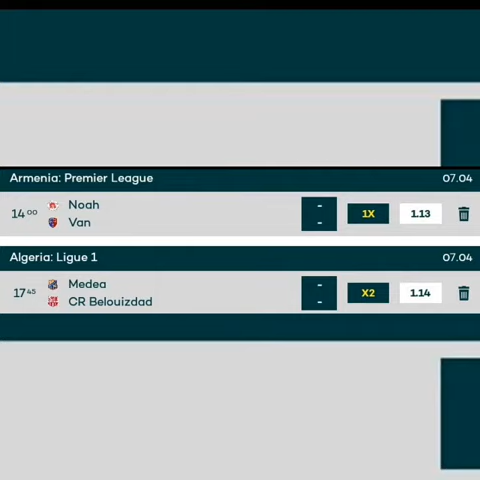 Armenia: Premier League 07.04
14 00 Noah - 1X 1.13
Van -
Algeria: Ligue 1 07.04
17 45 Medea - X2 1.14
CR Belouizdad -